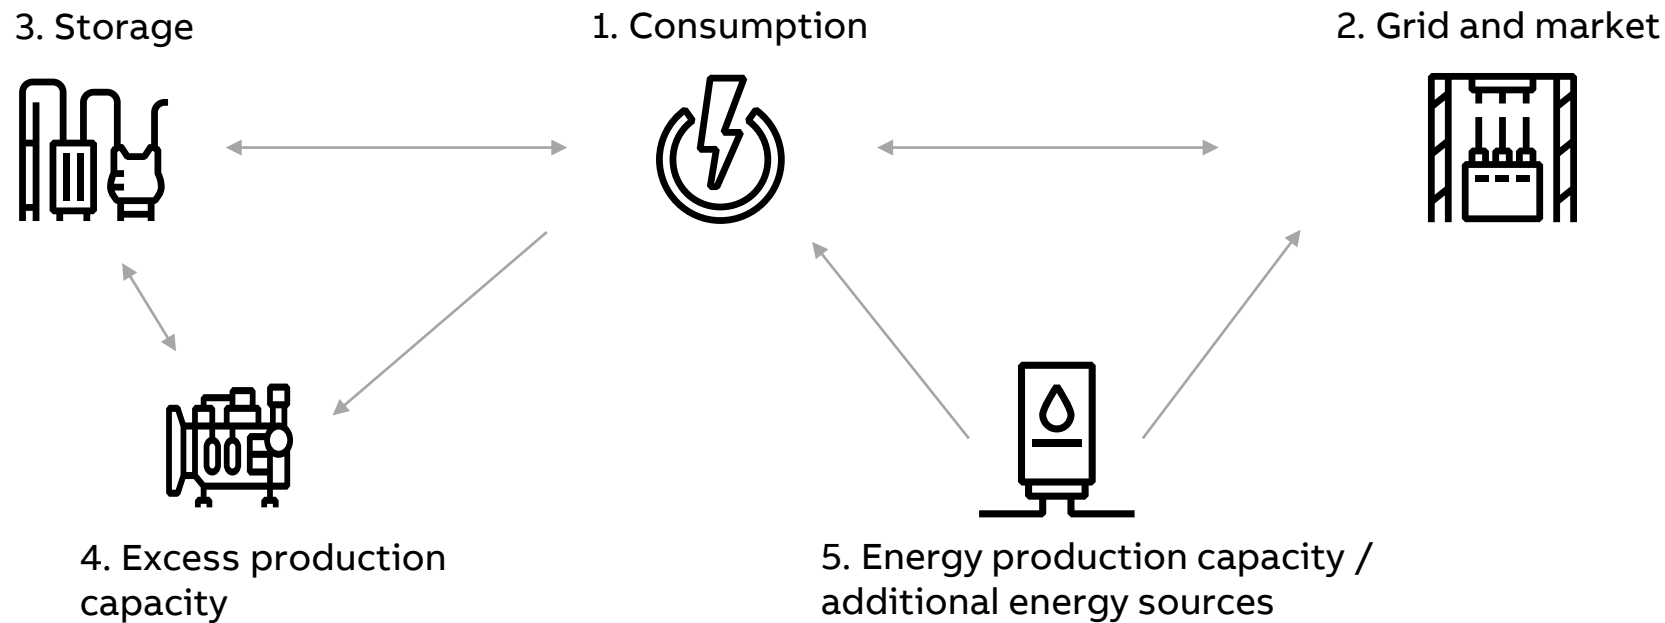 3. Storage
1. Consumption
2. Grid and market
4. Excess production
capacity
5. Energy production capacity /
additional energy sources